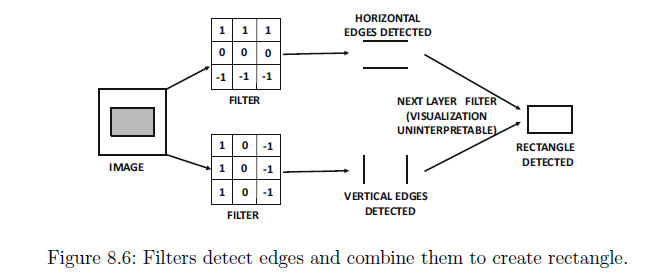 HORIZONTAL
EDGES DETECTED
1 1 1
0 0 0
-1 -1 -1
FILTER
IMAGE
NEXT LAYER FILTER
(VISUALIZATION
UNINTERPRETABLE)
RECTANGLE
DETECTED
1 0 -1
1 0 -1
1 0 -1
FILTER
VERTICAL EDGES
DETECTED
Figure 8.6: Filters detect edges and combine them to create rectangle.